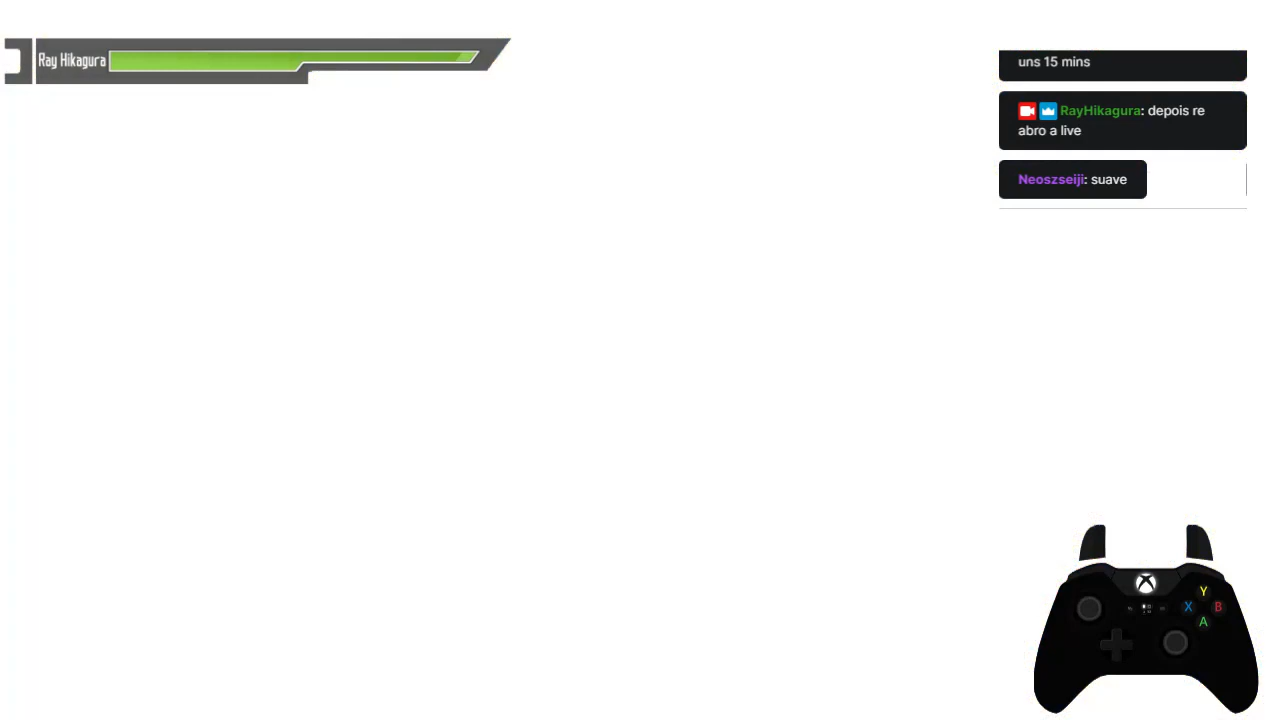 Ray Hikagura
uns 15 mins
RayHikagura: depois re
abro a live
Neoszseiji: suave
Y
X B
A